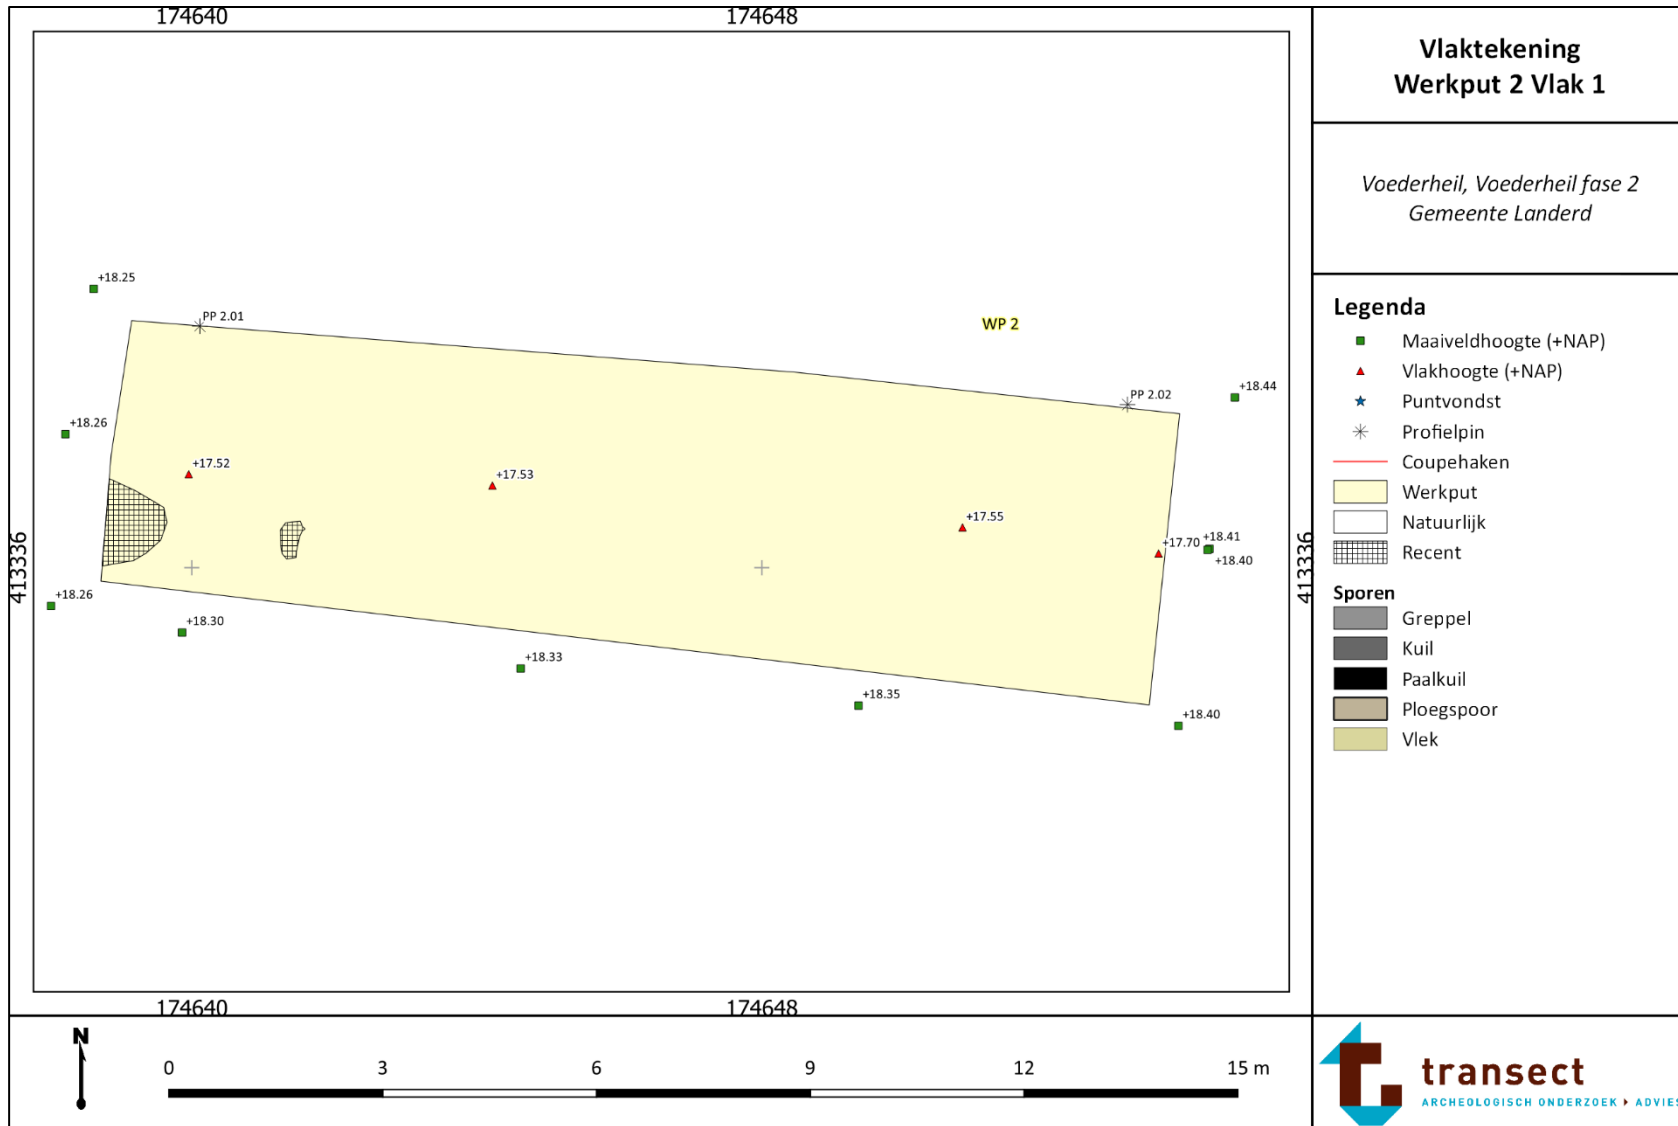 174640
174648
Vlaktekening
Werkput 2 Vlak 1
Voederheil, Voederheil fase 2
Gemeente Landerd
+18.25
PP 2.01
WP 2
+18.44
PP 2.02
+18.26
+17.52
+17.53
+17.55
+17.70
+18.41
+18.40
413336
413336
+18.26
+18.30
+18.33
+18.35
+18.40
Legenda
Maaiveldhoogte (+NAP)
Vlakhoogte (+NAP)
Puntvondst
Profielpin
Coupehaken
Werkput
Natuurlijk
Recent
Sporen
Greppel
Kuil
Paalkuil
Ploegspoor
Vlek
174640
174648
N
0
3
6
9
12
15 m
transect
ARCHEOLOGISCH ONDERZOEK ▸ ADVIES